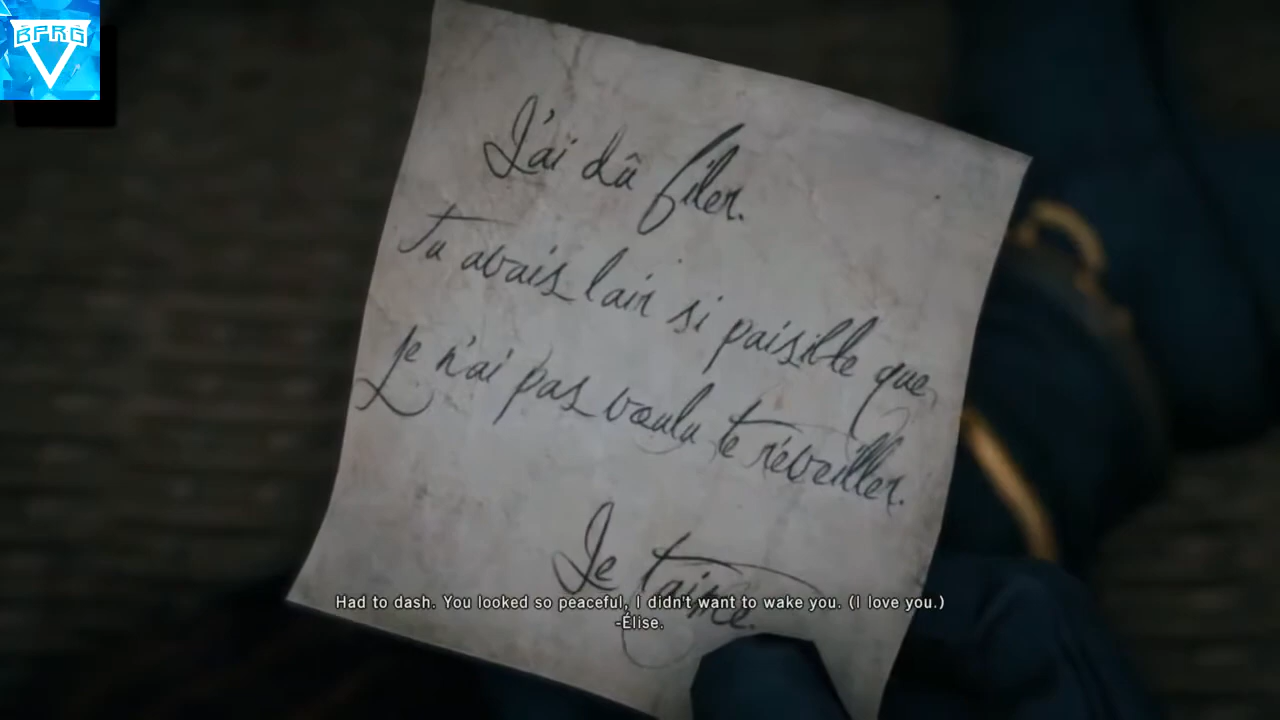 BPRG
J'ai dû filer.
Tu avais l'air si paisible que
je n'ai pas voulu te réveiller.
Je t'aime.
Had to dash. You looked so peaceful, I didn't want to wake you. (I love you.)
-Élise.